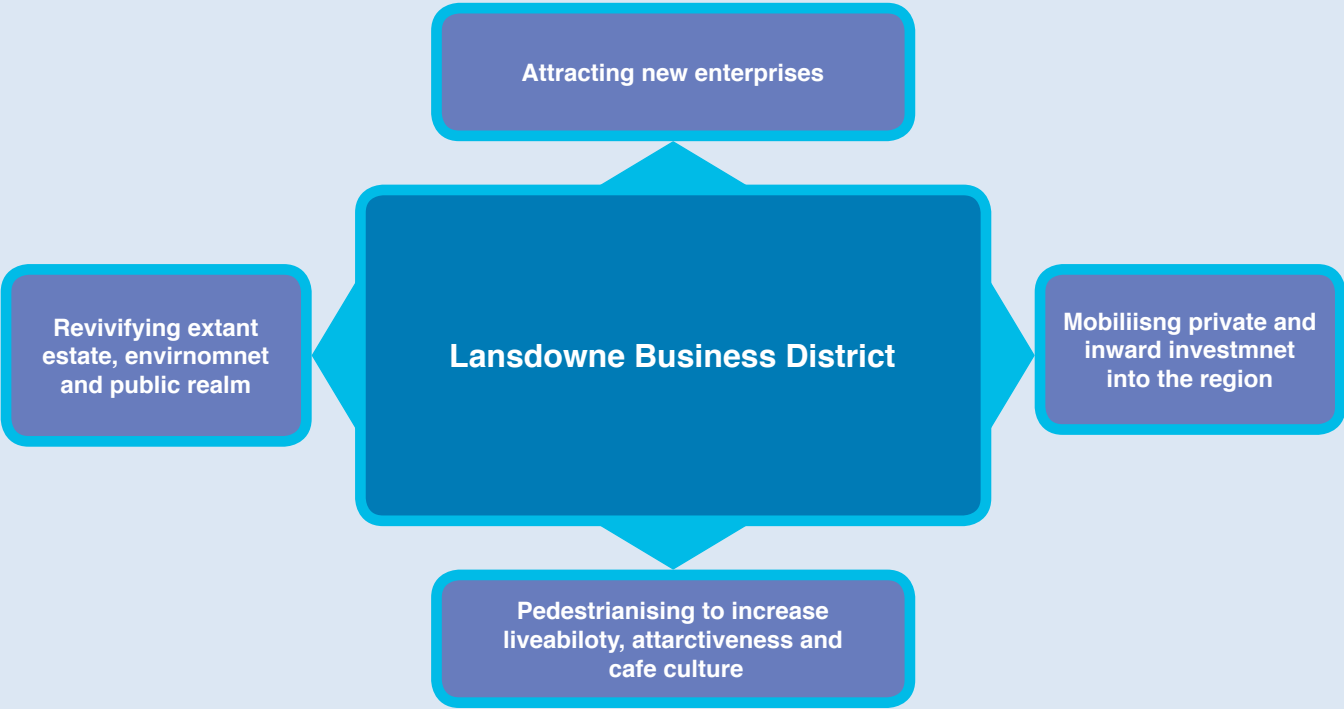 Attracting new enterprises
Revivifying extant
estate, envirnomnet
and public realm
Lansdowne Business District
Mobiliisng private and
inward investmnet
into the region
Pedestrianising to increase
liveabiloty, attarctiveness and
cafe culture